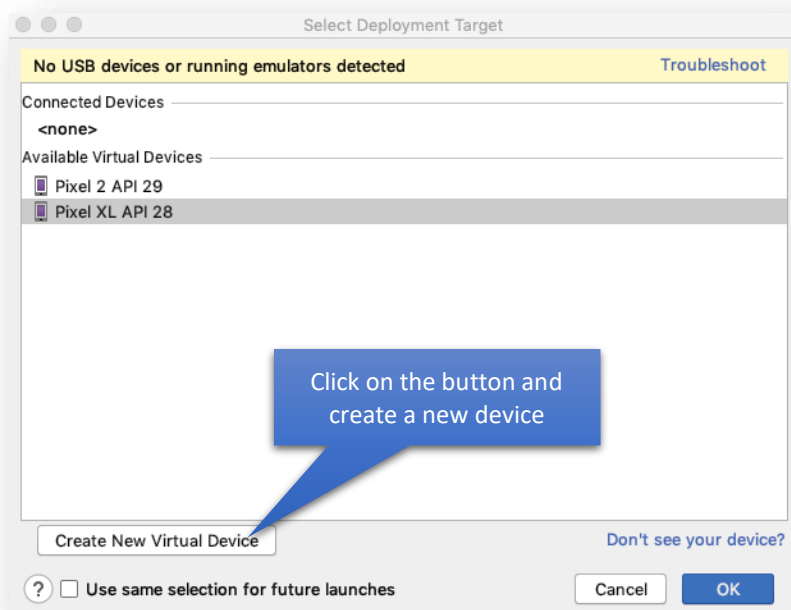 Select Deployment Target
No USB devices or running emulators detected Troubleshoot
Connected Devices
<none>
Available Virtual Devices
Pixel 2 API 29
Pixel XL API 28
Click on the button and
create a new device
Create New Virtual Device Don't see your device?
? Use same selection for future launches Cancel OK